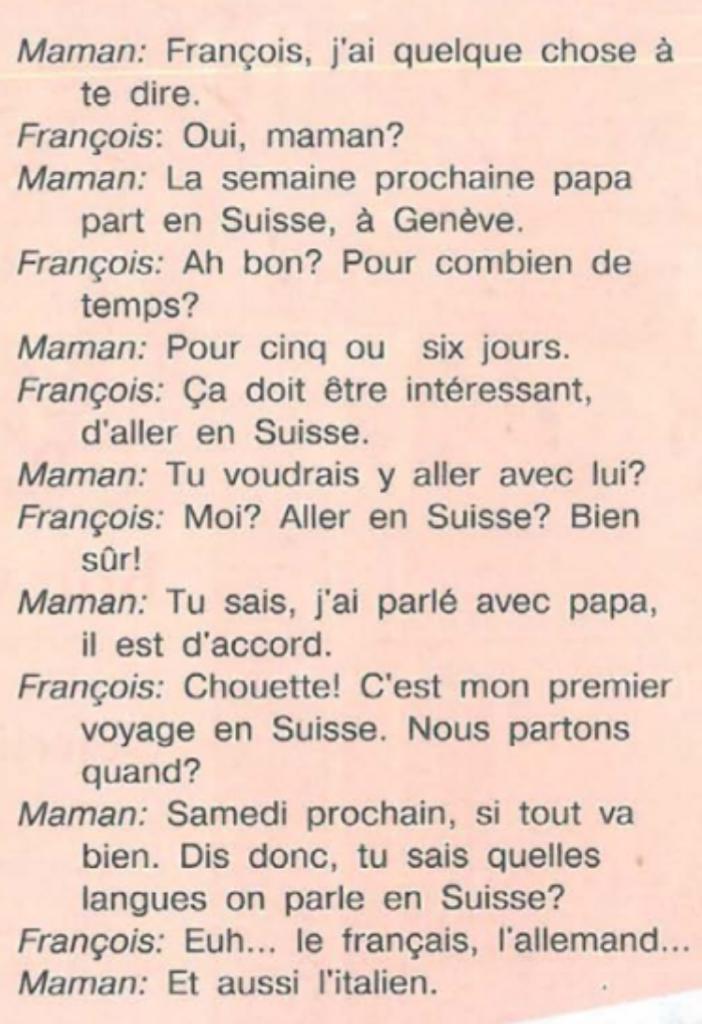 Maman: François, j'ai quelque chose à
te dire.
François: Oui, maman?
Maman: La semaine prochaine papa
part en Suisse, à Genève.
François: Ah bon? Pour combien de
temps?
Maman: Pour cinq ou six jours.
François: Ça doit être intéressant,
d'aller en Suisse.
Maman: Tu voudrais y aller avec lui?
François: Moi? Aller en Suisse? Bien
sûr!
Maman: Tu sais, j'ai parlé avec papa,
il est d'accord.
François: Chouette! C'est mon premier
voyage en Suisse. Nous partons
quand?
Maman: Samedi prochain, si tout va
bien. Dis donc, tu sais quelles
langues on parle en Suisse?
François: Euh... le français, l'allemand...
Maman: Et aussi l'italien.